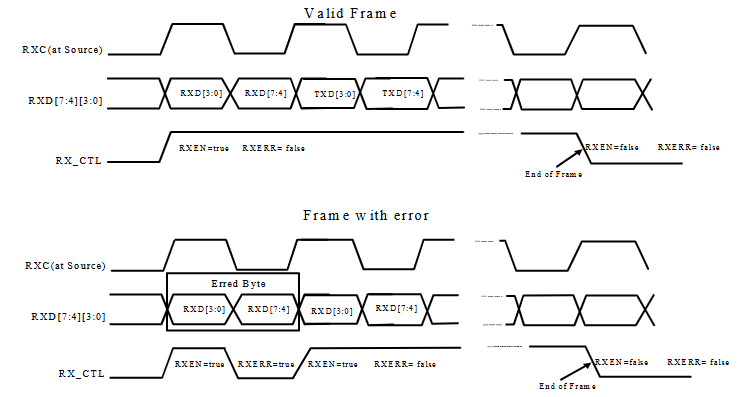 Valid Frame
RXC(at Source)
RXD[7:4][3:0]
RXD[3:0] RXD[7:4] TXD[3:0] TXD[7:4]
RX_CTL
RXEN=true RXERR= false RXEN=false RXERR= false
End of Frame
Frame with error
RXC(at Source)
Erred Byte
RXD[7:4][3:0]
RXD[3:0] RXD[7:4] RXD[3:0] RXD[7:4]
RX_CTL
RXEN=true RXERR=true RXEN=true RXERR= false RXEN=false RXERR= false
End of Frame